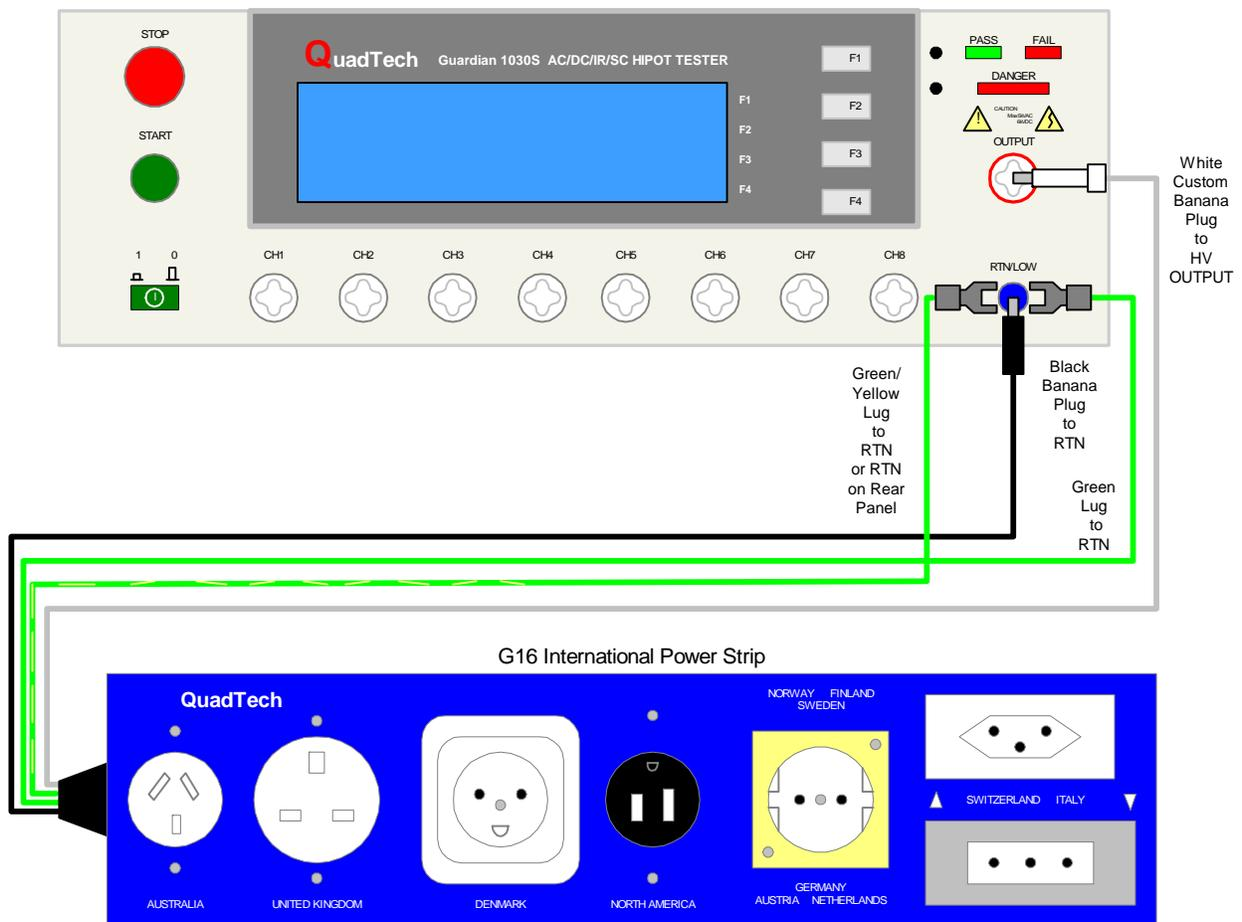 STOP
QuadTech Guardian 1030S AC/DC/IR/SC HIPOT TESTER
F1
F2
F3
F4
F1
F2
F3
F4
PASS FAIL
DANGER
CAUTION
Max5kVAC
6kVDC
OUTPUT
START
1 0
CH1 CH2 CH3 CH4 CH5 CH6 CH7 CH8
RTN/LOW
White
Custom
Banana
Plug
to
HV
OUTPUT
Green/
Yellow
Lug
to
RTN
or RTN
on Rear
Panel
Black
Banana
Plug
to
RTN
Green
Lug
to
RTN
G16 International Power Strip
QuadTech
NORWAY FINLAND
SWEDEN
SWITZERLAND ITALY
AUSTRALIA
UNITED KINGDOM
DENMARK
NORTH AMERICA
GERMANY
AUSTRIA NETHERLANDS